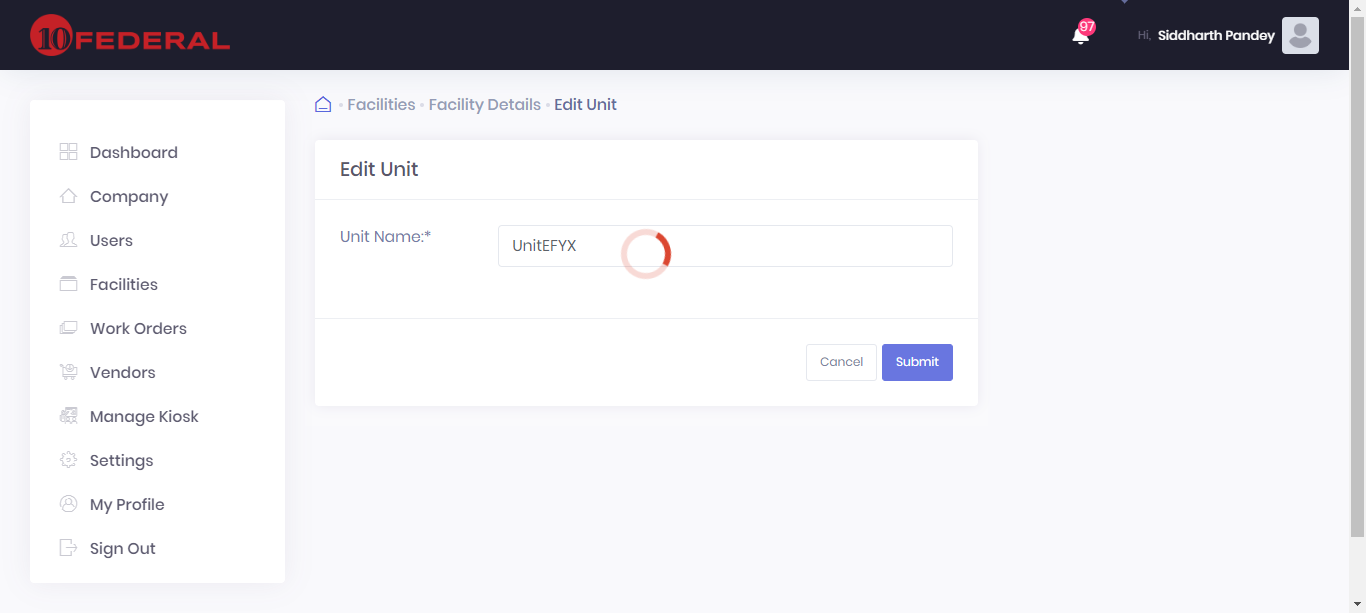 10 FEDERAL
97
Hi, Siddharth Pandey
Facilities • Facility Details • Edit Unit
Dashboard
Company
Users
Facilities
Work Orders
Vendors
Manage Kiosk
Settings
My Profile
Sign Out
Edit Unit
Unit Name:*
UnitEFYX
Cancel
Submit